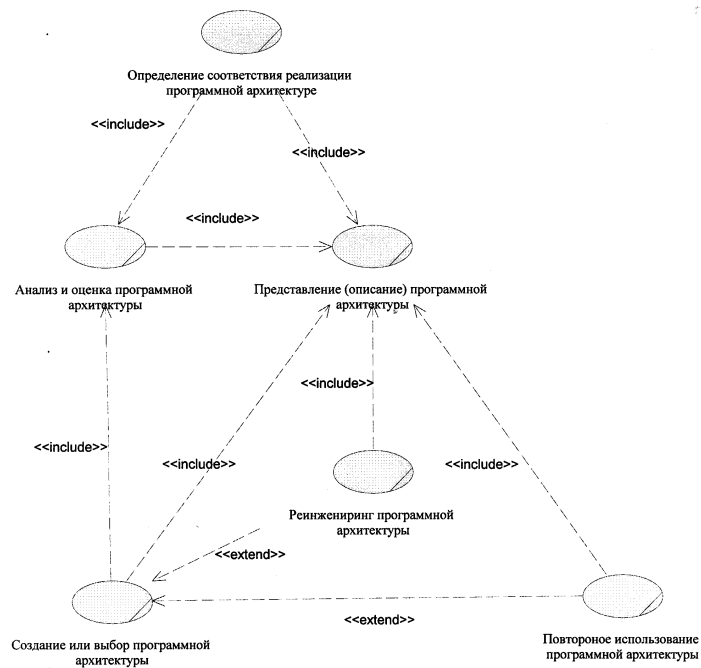 Определение соответствия реализации
программной архитектуре
<<include>>
<<include>>
<<include>>
Анализ и оценка программной
архитектуры
Представление (описание) программной
архитектуры
<<include>>
<<include>>
<<include>>
<<include>>
Реинжениринг программной
архитектуры
<<extend>>
<<extend>>
Создание или выбор программной
архитектуры
Повтороное использование
программной архитектуры